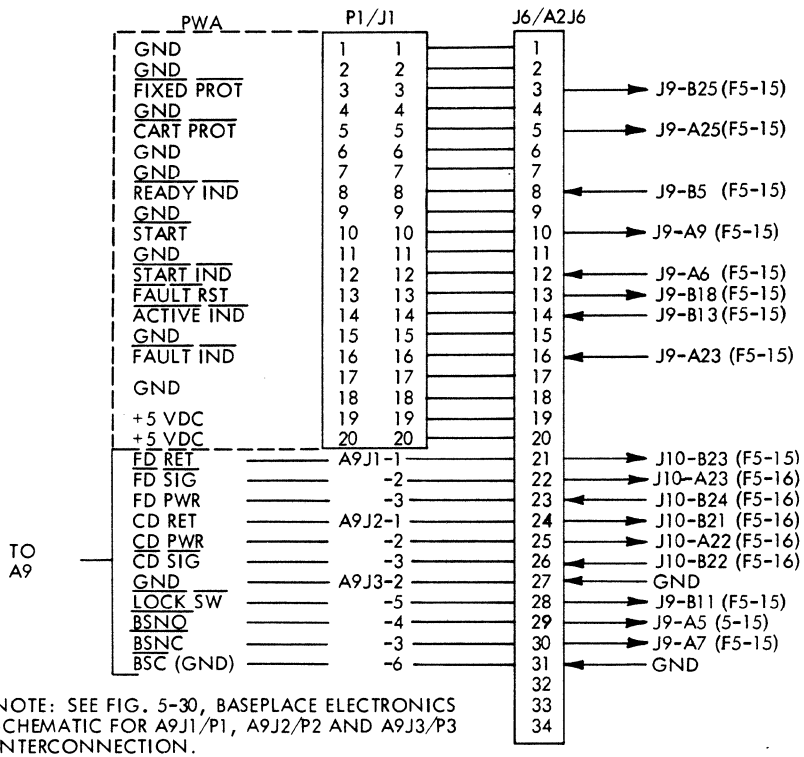 PWA P1/J1 J6/A2J6
GND 1 1 1
GND 2 2 2
FIXED PROT 3 3 3 J9-B25 (F5-15)
GND 4 4 4
CART PROT 5 5 5 J9-A25(F5-15)
GND 6 6 6
GND 7 7 7
READY IND 8 8 8 J9-B5 (F5-15)
GND 9 9 9
START 10 10 10 J9-A9 (F5-15)
GND 11 11 11
START IND 12 12 12 J9-A6 (F5-15)
FAULT RST 13 13 13 J9-B18 (F5-15)
ACTIVE IND 14 14 14 J9-B13 (F5-15)
GND 15 15 15
FAULT IND 16 16 16 J9-A23 (F5-15)
GND 17 17 17
18 18 18
+5 VDC 19 19 19
+5 VDC 20 20 20
FD RET A9J1-1 21 J10-B23 (F5-15)
FD SIG -2 22 J10-A23 (F5-16)
FD PWR -3 23 J10-B24 (F5-16)
CD RET A9J2-1 24 J10-B21 (F5-16)
CD PWR -2 25 J10-A22 (F5-16)
CD SIG -3 26 J10-B22 (F5-16)
GND A9J3-2 27 GND
LOCK SW -5 28 J9-B11 (F5-15)
BSNO -4 29 J9-A5 (5-15)
BSNC -3 30 J9-A7 (F5-15)
BSC (GND) -6 31 GND
TO
A9
32
33
34
NOTE: SEE FIG. 5-30, BASEPLACE ELECTRONICS
CHEMATIC FOR A9J1/P1, A9J2/P2 AND A9J3/P3
NTERCONNECTION.